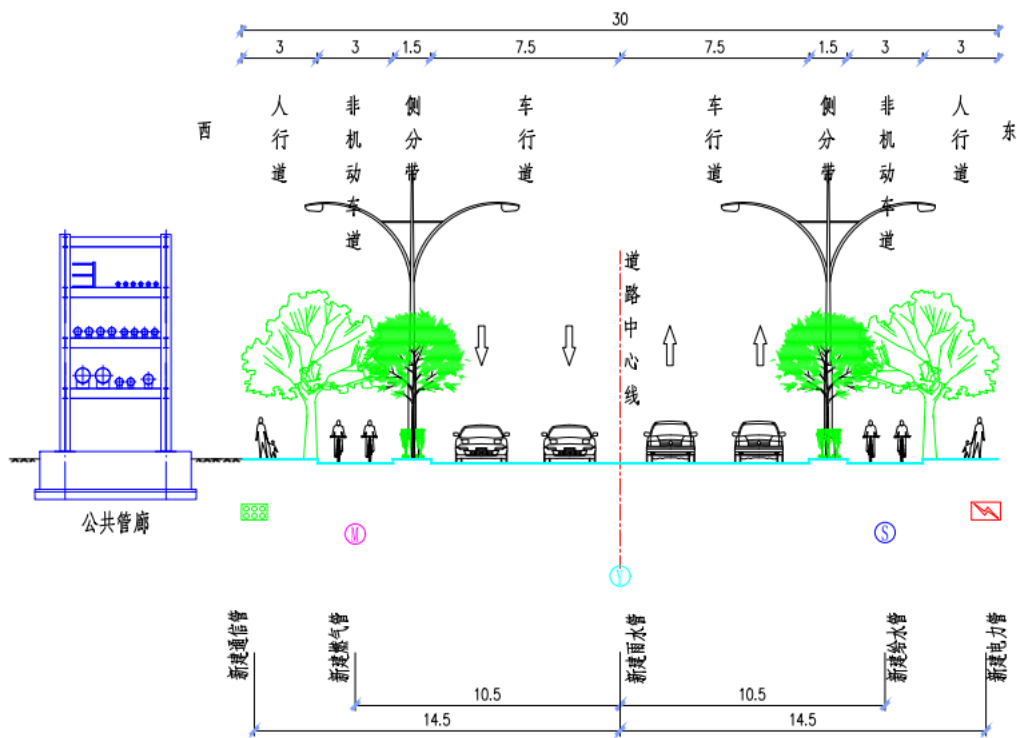 30
3 3 1.5 7.5 7.5 1.5 3 3
西
人行道
非机动车道
侧分带
车行道
车行道
侧分带
非机动车道
人行道
东
道路中心线
公共管廊
M
S
Y
新建通信管
新建燃气管
新建雨水管
新建给水管
新建电力管
10.5 10.5
14.5 14.5